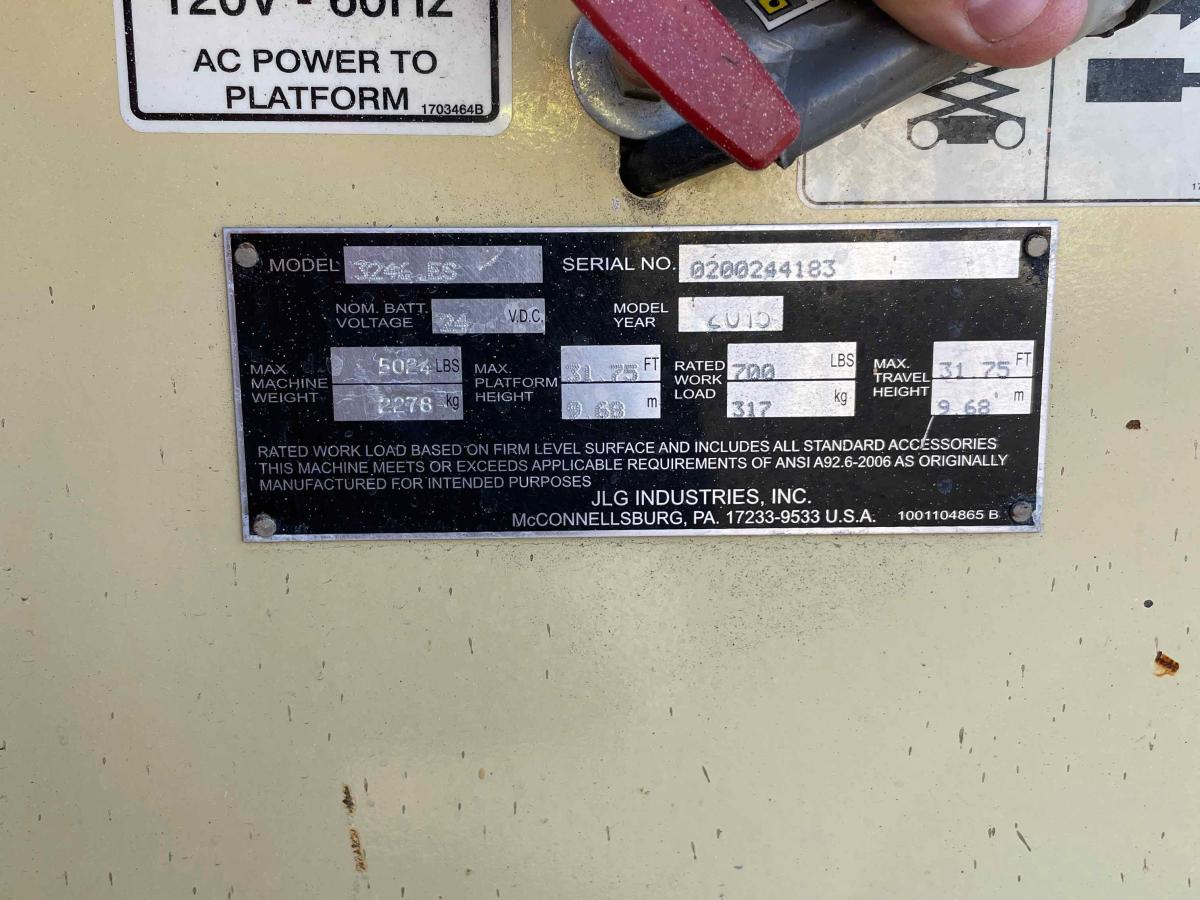 120V - 60HZ
AC POWER TO
PLATFORM 1703464B
MODEL 3246 ES SERIAL NO. 0200244183
NOM. BATT. VOLTAGE 24 V.D.C. MODEL YEAR
MAX. MACHINE WEIGHT 5024 LBS 2278 kg MAX. PLATFORM HEIGHT 31.75 FT 9.68 m RATED WORK LOAD 700 LBS 317 kg MAX. TRAVEL HEIGHT 31.75 FT 9.68 m
RATED WORK LOAD BASED ON FIRM LEVEL SURFACE AND INCLUDES ALL STANDARD ACCESSORIES
THIS MACHINE MEETS OR EXCEEDS APPLICABLE REQUIREMENTS OF ANSI A92.6-2006 AS ORIGINALLY
MANUFACTURED FOR INTENDED PURPOSES
JLG INDUSTRIES, INC.
McCONNELLSBURG, PA. 17233-9533 U.S.A. 1001104865 B